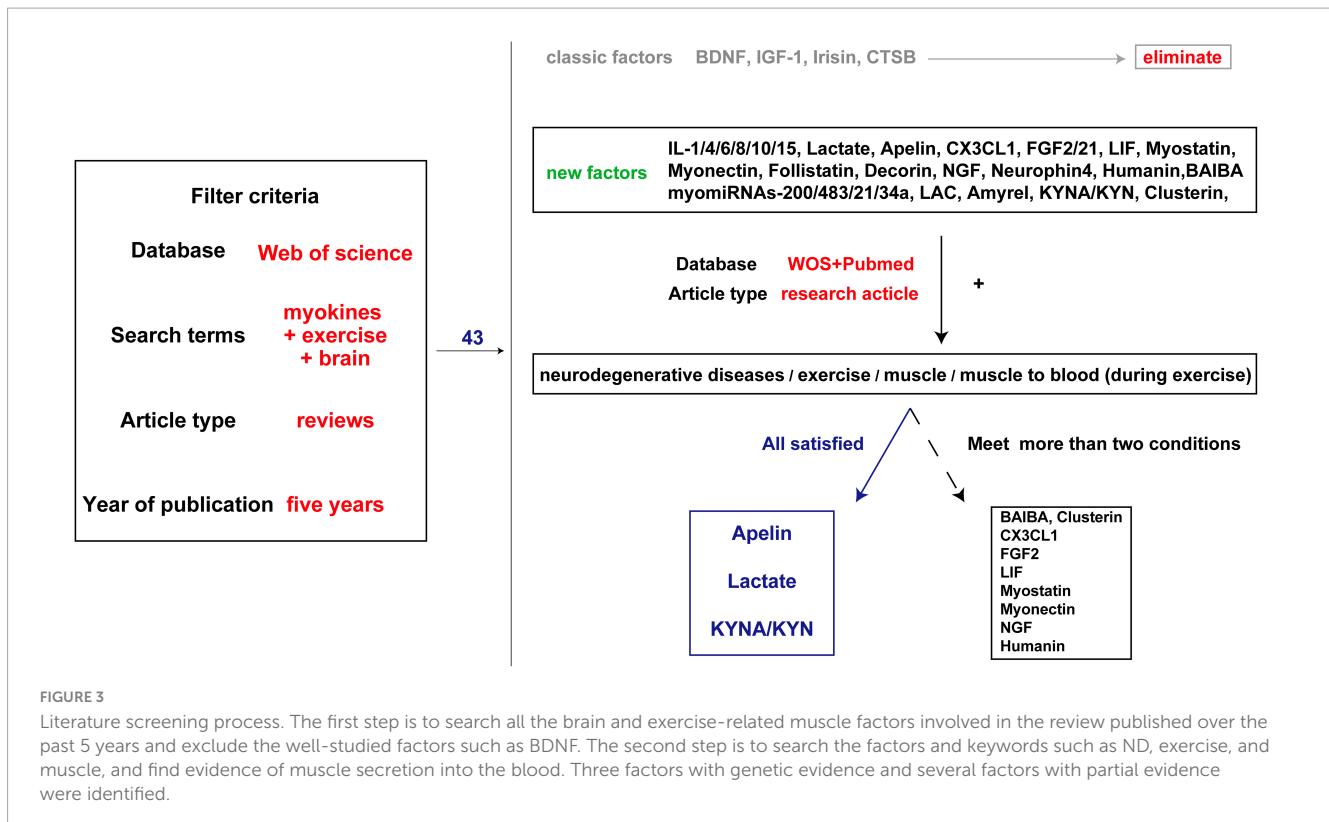 Filter criteria
Database Web of science
Search terms myokines
+ exercise
+ brain
Article type reviews
Year of publication five years
43
classic factors BDNF, IGF-1, Irisin, CTSB eliminate
new factors
IL-1/4/6/8/10/15, Lactate, Apelin, CX3CL1, FGF2/21, LIF, Myostatin,
Myonectin, Follistatin, Decorin, NGF, Neurophin4, Humanin,BAIBA
myomiRNAs-200/483/21/34a, LAC, Amyrel, KYNA/KYN, Clusterin,
Database WOS+Pubmed
Article type research acticle
+
neurodegenerative diseases / exercise / muscle / muscle to blood (during exercise)
All satisfied
Meet more than two conditions
Apelin
Lactate
KYNA/KYN
BAIBA, Clusterin
CX3CL1
FGF2
LIF
Myostatin
Myonectin
NGF
Humanin
FIGURE 3
Literature screening process. The first step is to search all the brain and exercise-related muscle factors involved in the review published over the
past 5 years and exclude the well-studied factors such as BDNF. The second step is to search the factors and keywords such as ND, exercise, and
muscle, and find evidence of muscle secretion into the blood. Three factors with genetic evidence and several factors with partial evidence
were identified.